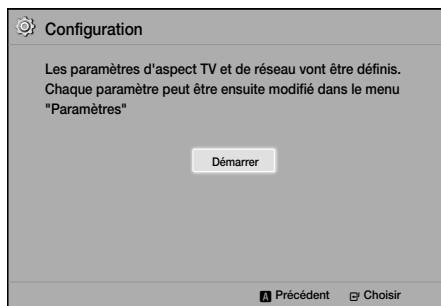 Configuration
Les paramètres d'aspect TV et de réseau vont être définis.
Chaque paramètre peut être ensuite modifié dans le menu
"Paramètres"
Démarrer
A Précédent Choisir